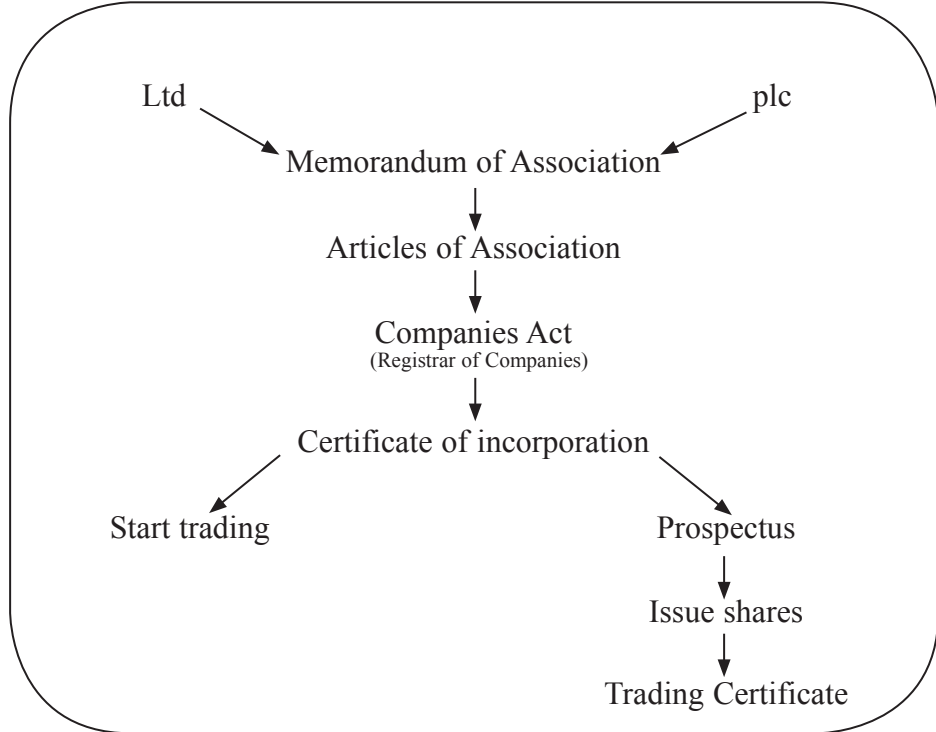 Ltd
plc
Memorandum of Association
Articles of Association
Companies Act
(Registrar of Companies)
Certificate of incorporation
Start trading
Prospectus
Issue shares
Trading Certificate